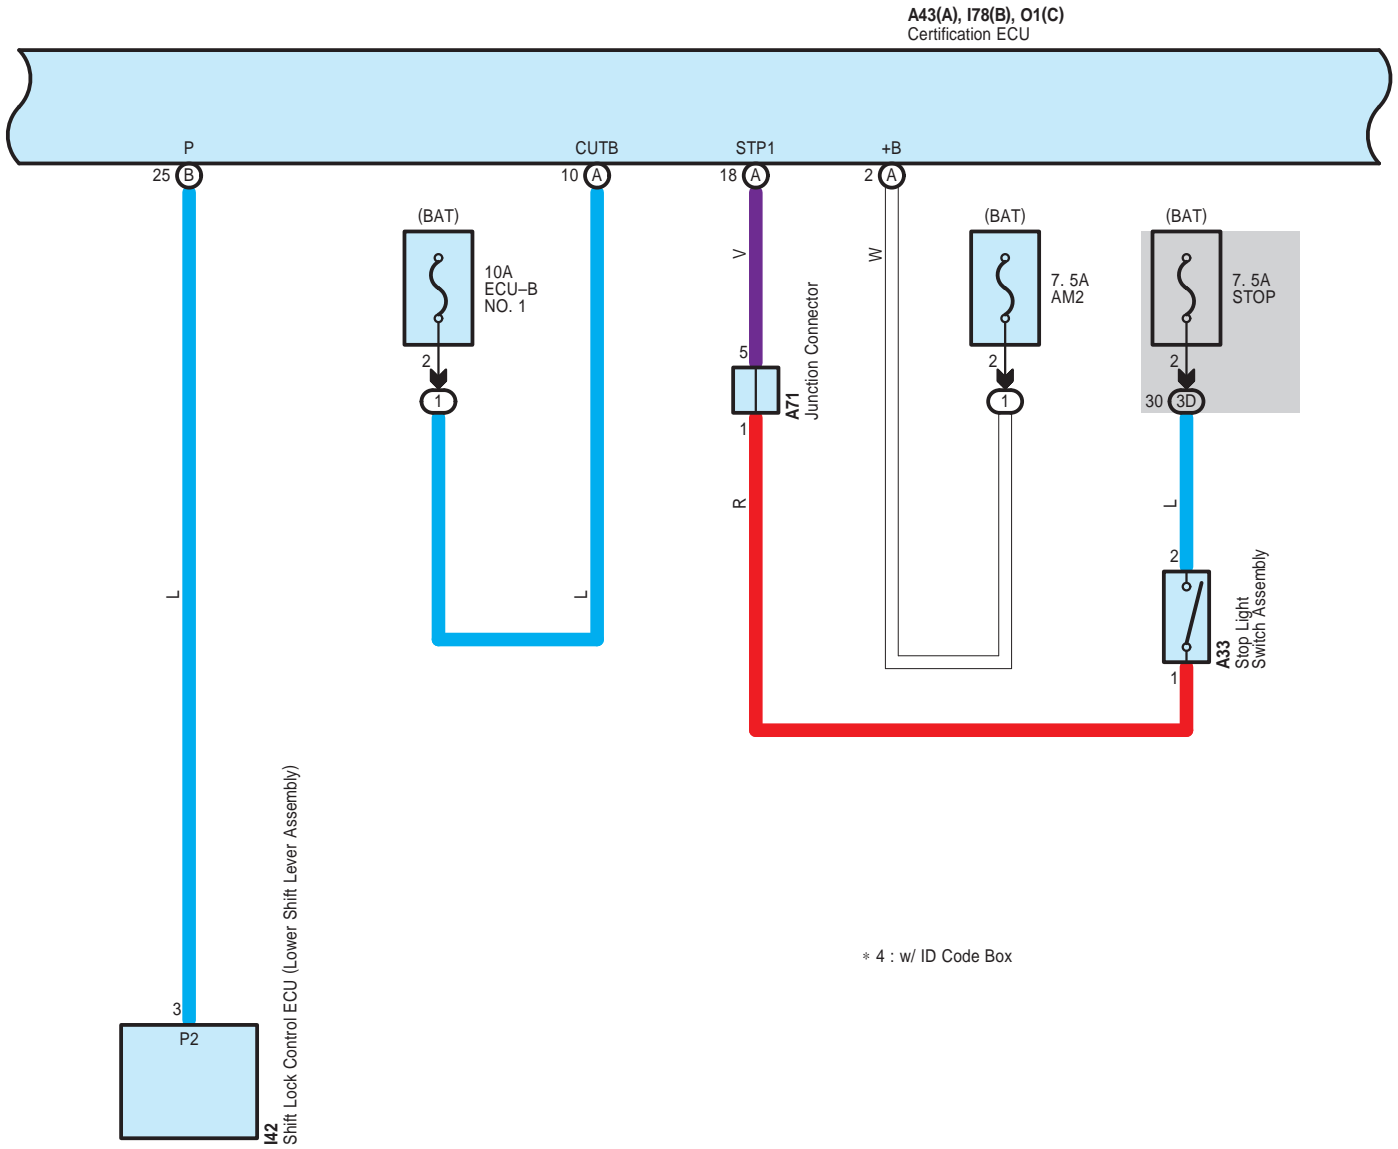 A43(A), I78(B), O1(C)
Certification ECU
P
CUTB
STP1
+B
25 B
10 A
18 A
2 A
(BAT)
(BAT)
(BAT)
10A
ECU–B
NO. 1
7. 5A
AM2
7. 5A
STOP
V
W
2
1
5
A71
Junction Connector
1
2
1
2
30 3D
R
L
2
A33
Stop Light
Switch Assembly
1
L
L
3
P2
I42
Shift Lock Control ECU (Lower Shift Lever Assembly)
∗ 4 : w/ ID Code Box